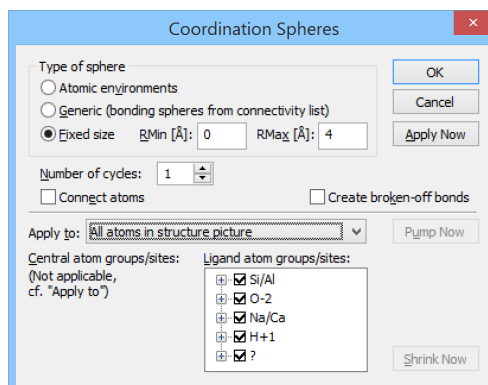 Coordination Spheres
Type of sphere
Atomic environments
Generic (bonding spheres from connectivity list)
Fixed size RMin [Å]: 0 RMax [Å]: 4
OK
Cancel
Apply Now
Number of cycles: 1
Connect atoms
Create broken-off bonds
Apply to: All atoms in structure picture
Pump Now
Central atom groups/sites:
(Not applicable,
cf. "Apply to")
Ligand atom groups/sites:
Si/Al
O-2
Na/Ca
H+1
?
Shrink Now